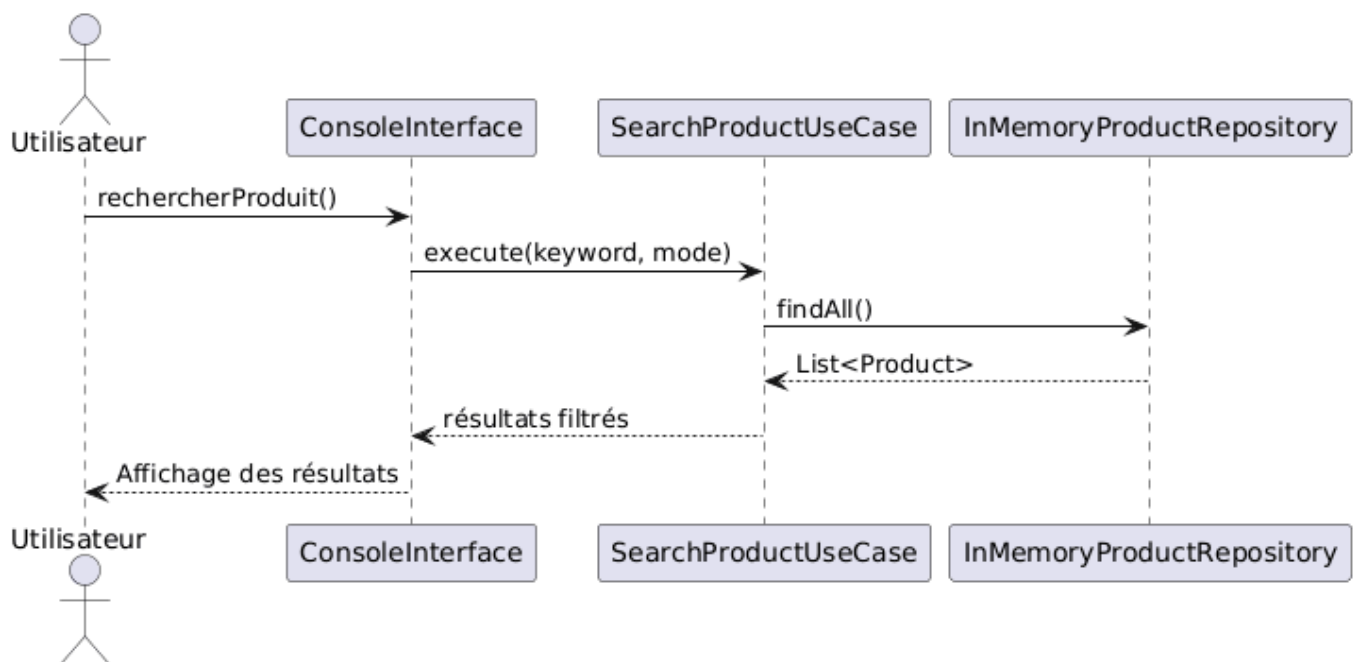 Utilisateur
ConsoleInterface
SearchProductUseCase
InMemoryProductRepository
rechercherProduit()
execute(keyword, mode)
findAll()
List<Product>
résultats filtrés
Affichage des résultats
Utilisateur
ConsoleInterface
SearchProductUseCase
InMemoryProductRepository